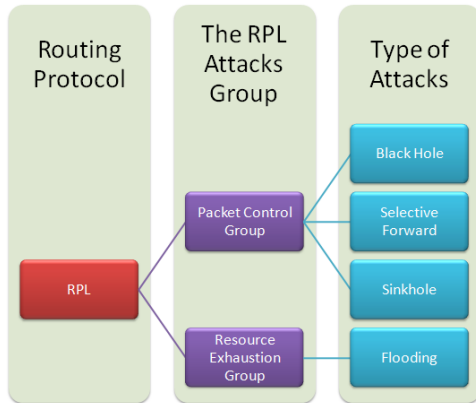 Routing
Protocol
The RPL
Attacks
Group
Type of
Attacks
RPL
Packet Control
Group
Resource
Exhaustion
Group
Black Hole
Selective
Forward
Sinkhole
Flooding